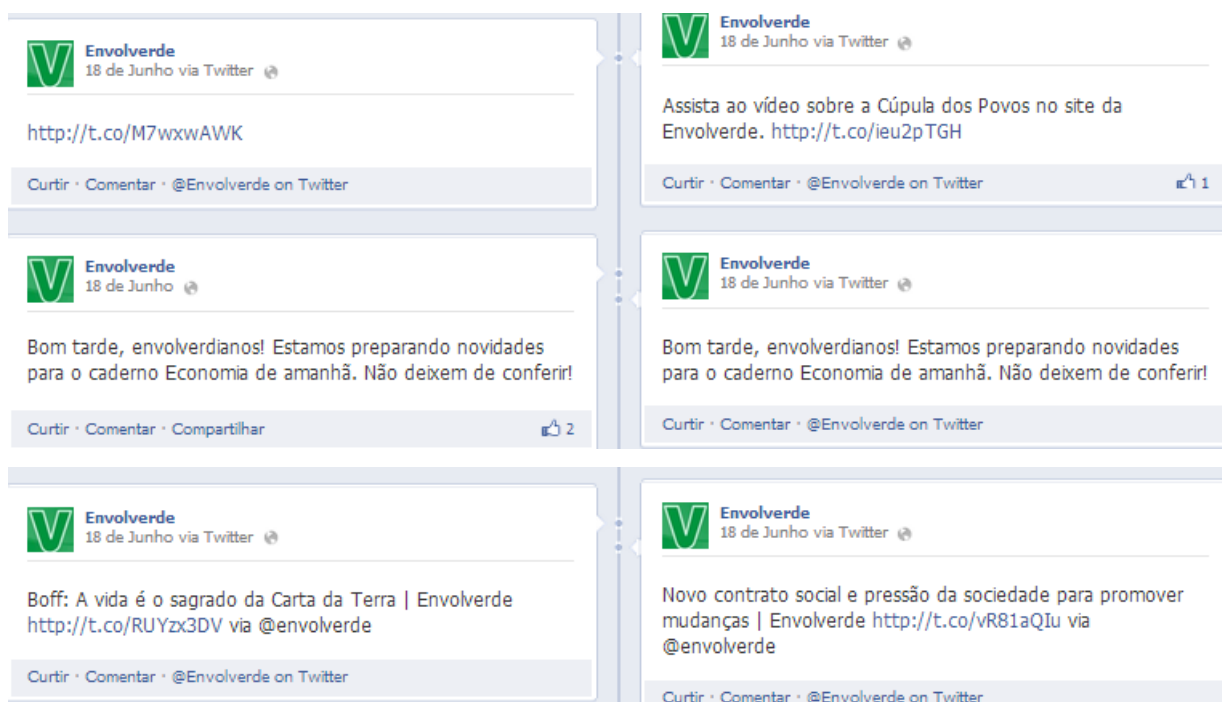 Envolverde
18 de Junho via Twitter
http://t.co/M7wxwAWK
Curtir · Comentar · @Envolverde on Twitter
Envolverde
18 de Junho via Twitter
Assista ao vídeo sobre a Cúpula dos Povos no site da
Envolverde. http://t.co/ieu2pTGH
Curtir · Comentar · @Envolverde on Twitter 1
Envolverde
18 de Junho
Bom tarde, envolverdianos! Estamos preparando novidades
para o caderno Economia de amanhã. Não deixem de conferir!
Curtir · Comentar · Compartilhar 2
Envolverde
18 de Junho via Twitter
Bom tarde, envolverdianos! Estamos preparando novidades
para o caderno Economia de amanhã. Não deixem de conferir!
Curtir · Comentar · @Envolverde on Twitter
Envolverde
18 de Junho via Twitter
Boff: A vida é o sagrado da Carta da Terra | Envolverde
http://t.co/RUYzx3DV via @envolverde
Curtir · Comentar · @Envolverde on Twitter
Envolverde
18 de Junho via Twitter
Novo contrato social e pressão da sociedade para promover
mudanças | Envolverde http://t.co/vR81aQIu via
@envolverde
Curtir · Comentar · @Envolverde on Twitter